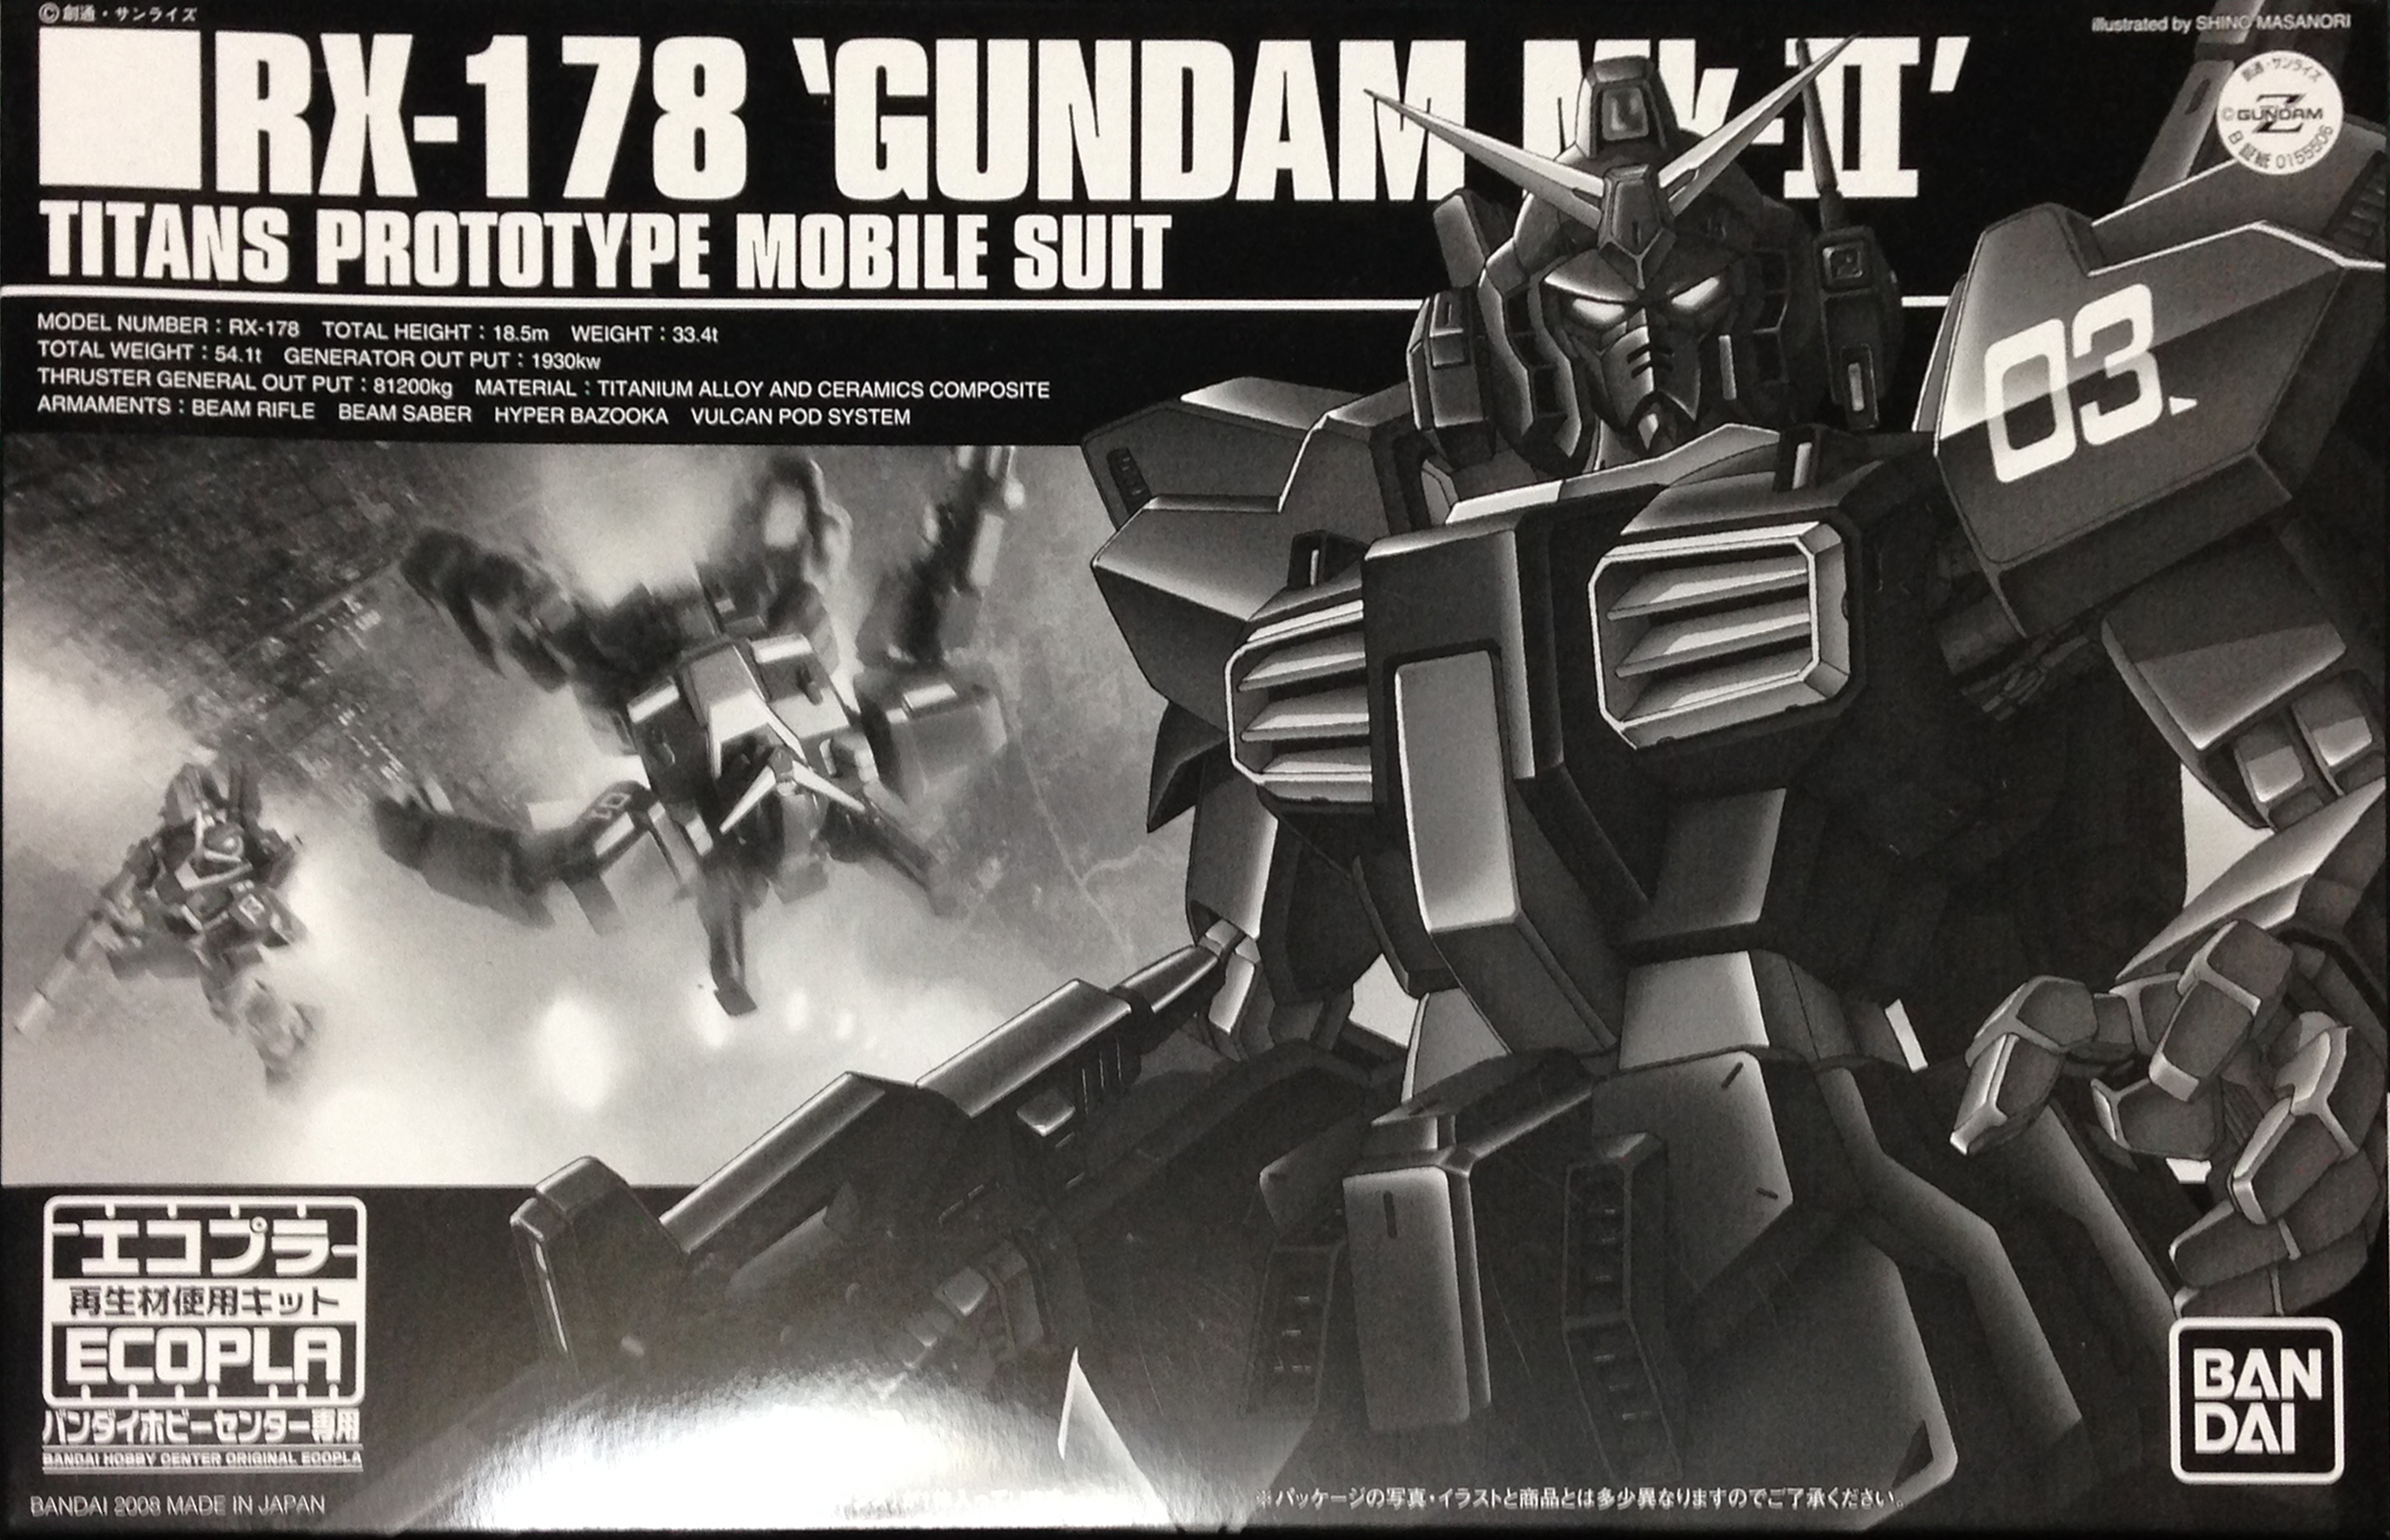 ©創通・サンライズ
illustrated by SHINO MASANORI
RX-178 'GUNDAM Mk-II'
TITANS PROTOTYPE MOBILE SUIT
創通・サンライズ
© Z GUNDAM
証紙 0155506
MODEL NUMBER : RX-178 TOTAL HEIGHT : 18.5m WEIGHT : 33.4t
TOTAL WEIGHT : 54.1t GENERATOR OUT PUT : 1930kw
THRUSTER GENERAL OUT PUT : 81200kg MATERIAL : TITANIUM ALLOY AND CERAMICS COMPOSITE
ARMAMENTS : BEAM RIFLE BEAM SABER HYPER BAZOOKA VULCAN POD SYSTEM
03.
エコプラ
再生材使用キット
ECOPLA
バンダイホビーセンター専用
BANDAI HOBBY CENTER ORIGINAL ECOPLA
BANDAI 2008 MADE IN JAPAN
※パッケージの写真・イラストと商品とは多少異なりますのでご了承ください。
BAN
DAI